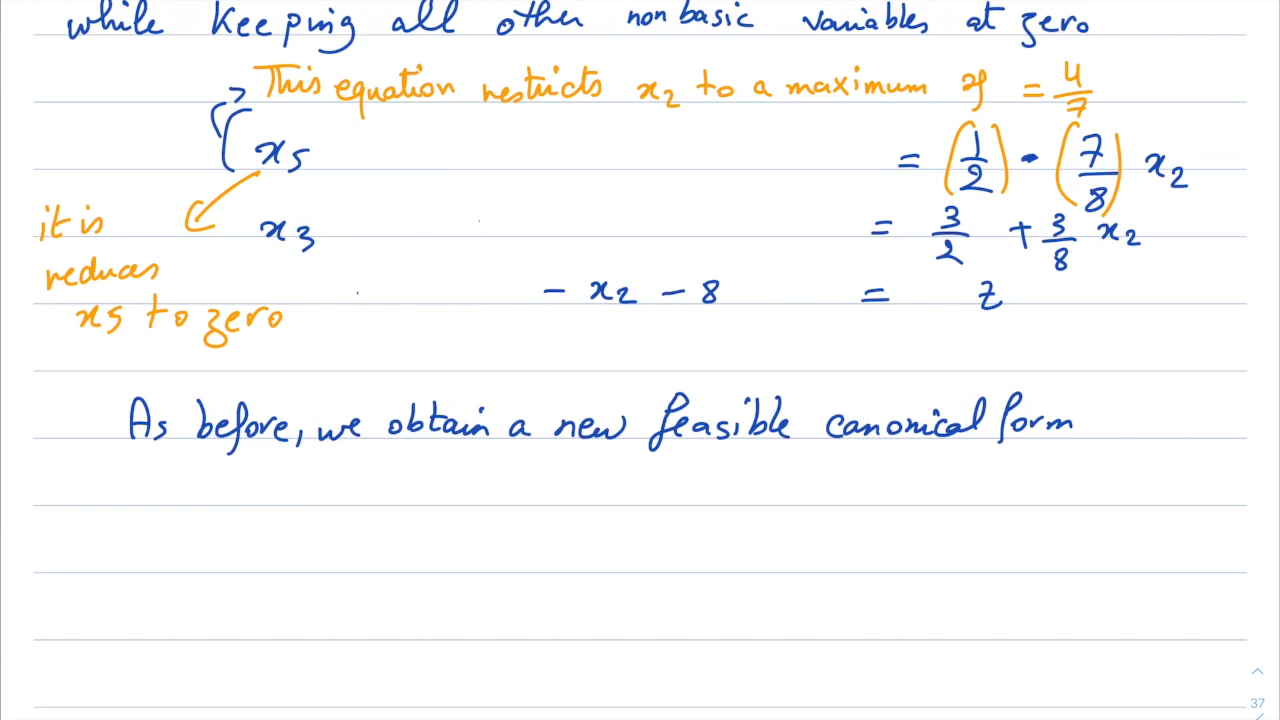 while keeping all other nonbasic variables at zero
This equation restricts x2 to a maximum of = 4/7
x5 = (1/2) - (7/8) x2
it is
reduces
x5 to zero
x3 = 3/2 + 3/8 x2
- x2 - 8 = z
As before, we obtain a new feasible canonical form
37